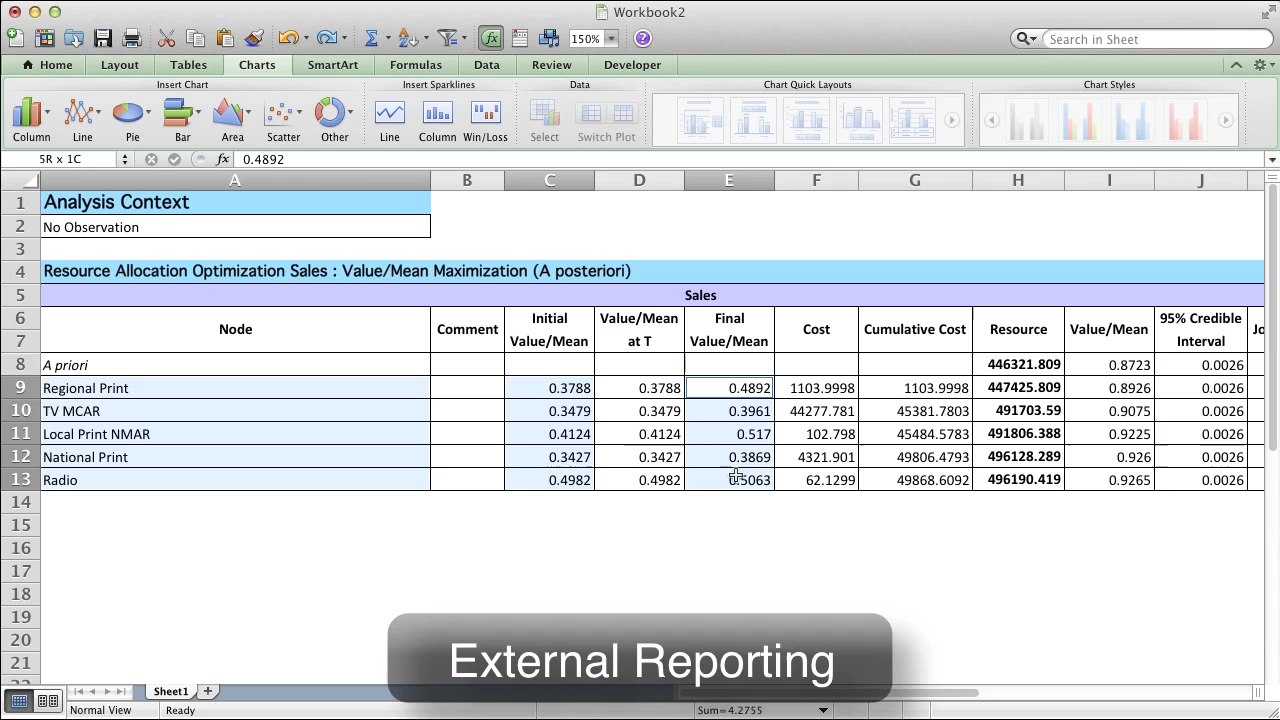 Workbook2
150%
Search in Sheet
Home Layout Tables Charts SmartArt Formulas Data Review Developer
Insert Chart Insert Sparklines Data Chart Quick Layouts Chart Styles
Column Line Pie Bar Area Scatter Other Line Column Win/Loss Select Switch Plot
5R x 1C fx 0.4892
A B C D E F G H I J
1 Analysis Context
2 No Observation
3
4 Resource Allocation Optimization Sales : Value/Mean Maximization (A posteriori)
5 Sales
6 Initial Value/Mean Final 95% Credible
Node Comment Cost Cumulative Cost Resource Value/Mean Jo
7 Value/Mean at T Value/Mean Interval
8 A priori 446321.809 0.8723 0.0026
9 Regional Print 0.3788 0.3788 0.4892 1103.9998 1103.9998 447425.809 0.8926 0.0026
10 TV MCAR 0.3479 0.3479 0.3961 44277.781 45381.7803 491703.59 0.9075 0.0026
11 Local Print NMAR 0.4124 0.4124 0.517 102.798 45484.5783 491806.388 0.9225 0.0026
12 National Print 0.3427 0.3427 0.3869 4321.901 49806.4793 496128.289 0.926 0.0026
13 Radio 0.4982 0.4982 0.5063 62.1299 49868.6092 496190.419 0.9265 0.0026
14
15
16
17
18
19
20
21
External Reporting
Sheet1
Normal View Ready Sum=4.2755